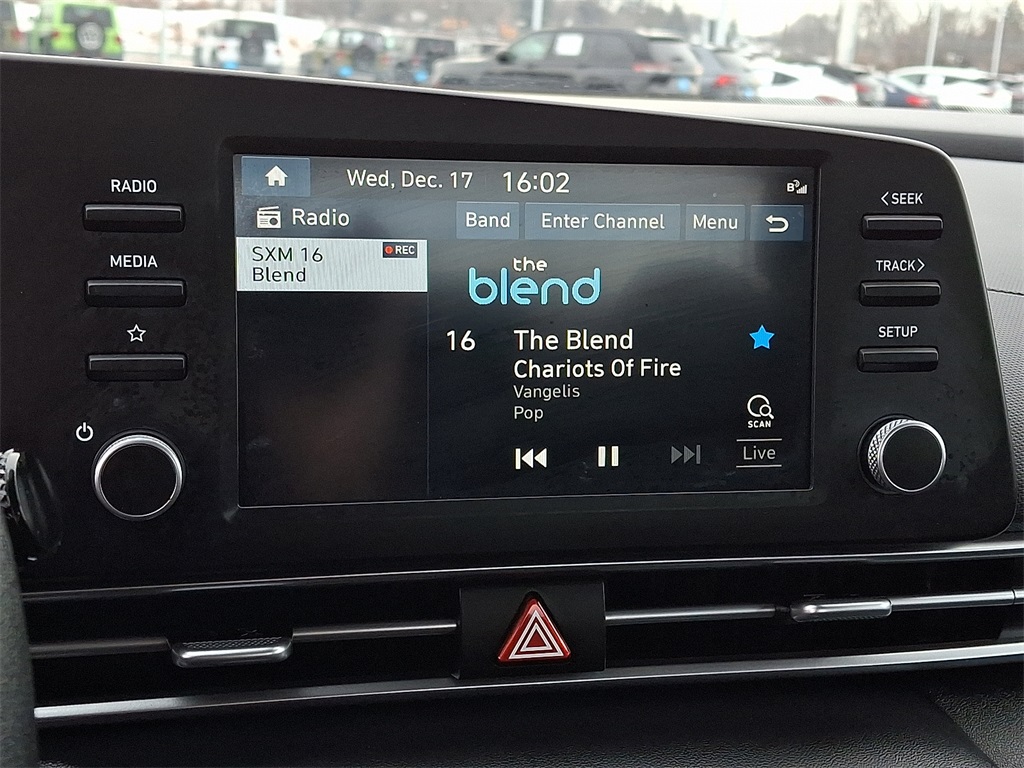 RADIO
MEDIA
Wed, Dec. 17 16:02
B
Radio
Band Enter Channel Menu
SXM 16 REC
Blend
the
blend
16 The Blend
Chariots Of Fire
Vangelis
Pop
SCAN
Live
SEEK
TRACK
SETUP